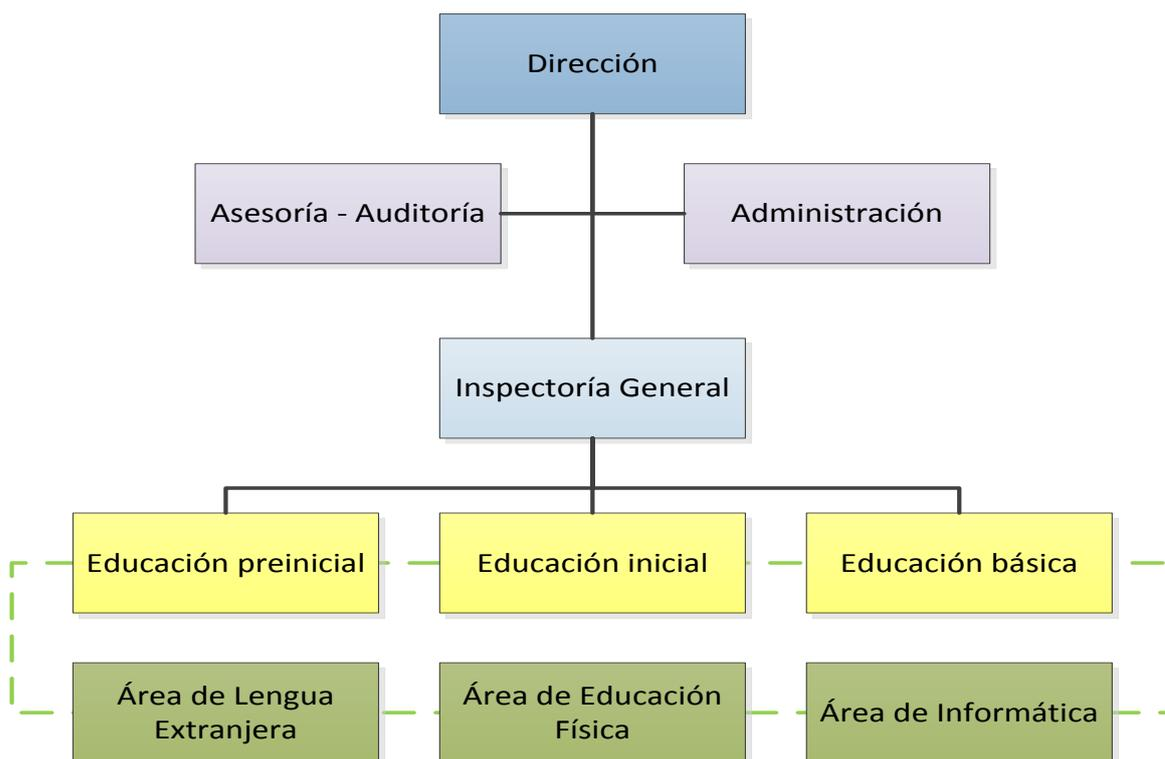 Dirección
Asesoría - Auditoría
Administración
Inspectoría General
Educación preinicial
Educación inicial
Educación básica
Área de Lengua
Extranjera
Área de Educación
Física
Área de Informática